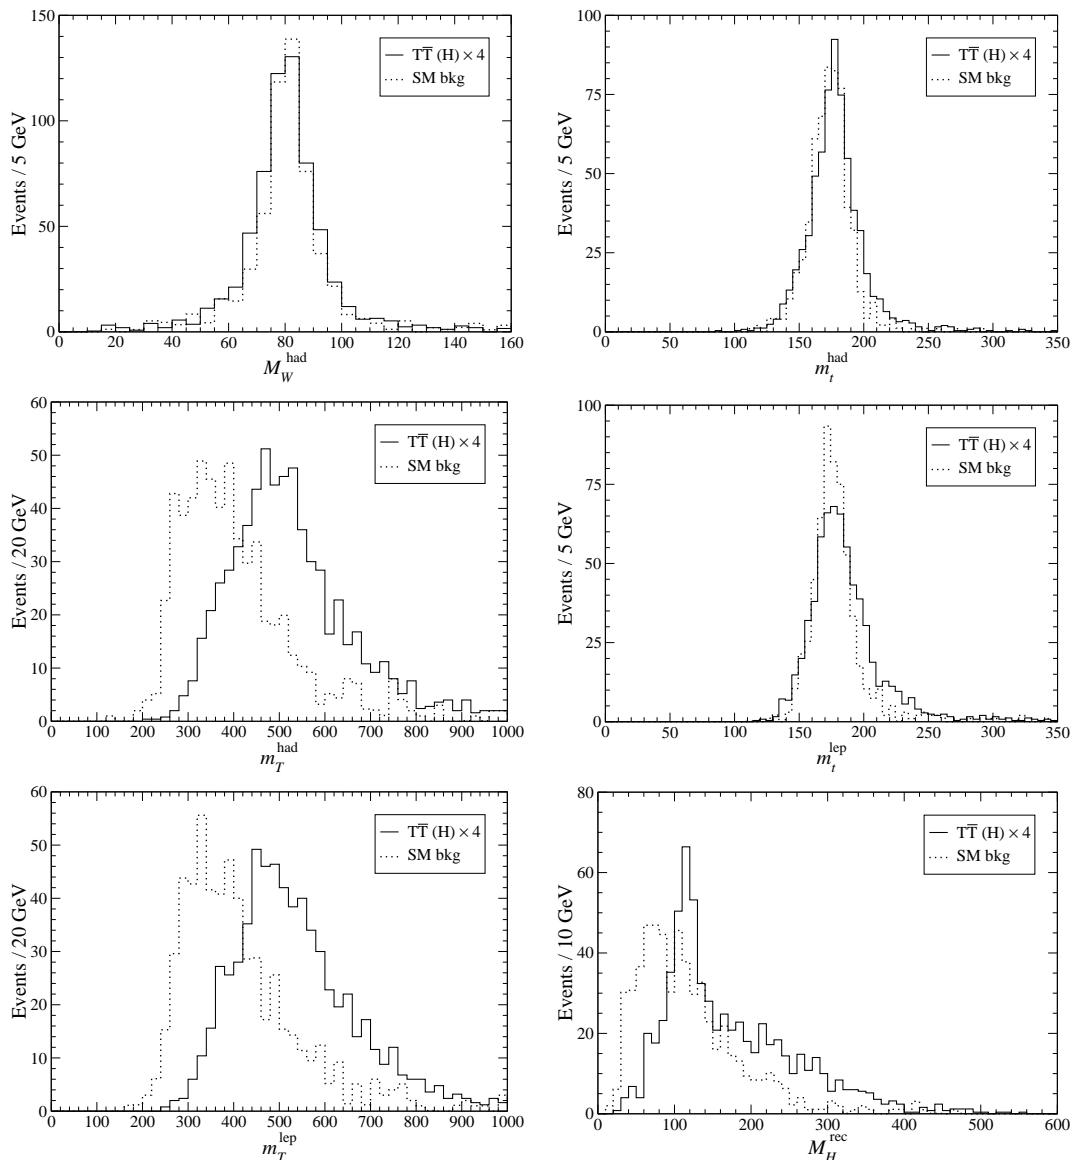 150
100
50
0
Events / 5 GeV
TT̅ (H) × 4
SM bkg
0 20 40 60 80 100 120 140 160
M_W^had
100
75
50
25
0
Events / 5 GeV
TT̅ (H) × 4
SM bkg
0 50 100 150 200 250 300 350
m_t^had
60
50
40
30
20
10
0
Events / 20 GeV
TT̅ (H) × 4
SM bkg
0 100 200 300 400 500 600 700 800 900 1000
m_T^had
100
75
50
25
0
Events / 5 GeV
TT̅ (H) × 4
SM bkg
0 50 100 150 200 250 300 350
m_t^lep
60
50
40
30
20
10
0
Events / 20 GeV
TT̅ (H) × 4
SM bkg
0 100 200 300 400 500 600 700 800 900 1000
m_T^lep
80
60
40
20
0
Events / 10 GeV
TT̅ (H) × 4
SM bkg
0 100 200 300 400 500 600
M_H^rec